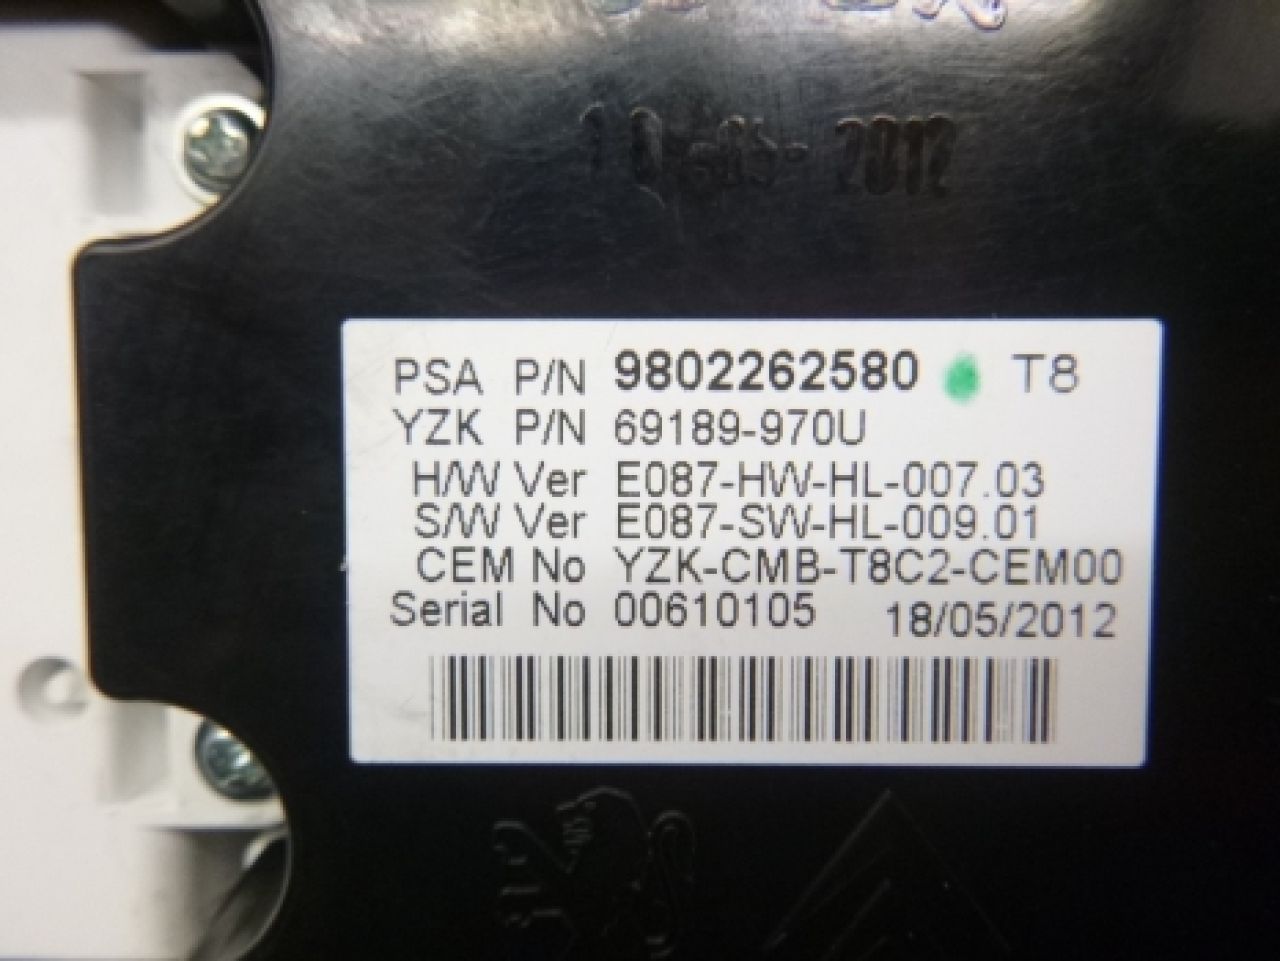 2012
PSA P/N 9802262580 T8
YZK P/N 69189-970U
H/W Ver E087-HW-HL-007.03
S/W Ver E087-SW-HL-009.01
CEM No YZK-CMB-T8C2-CEM00
Serial No 00610105 18/05/2012